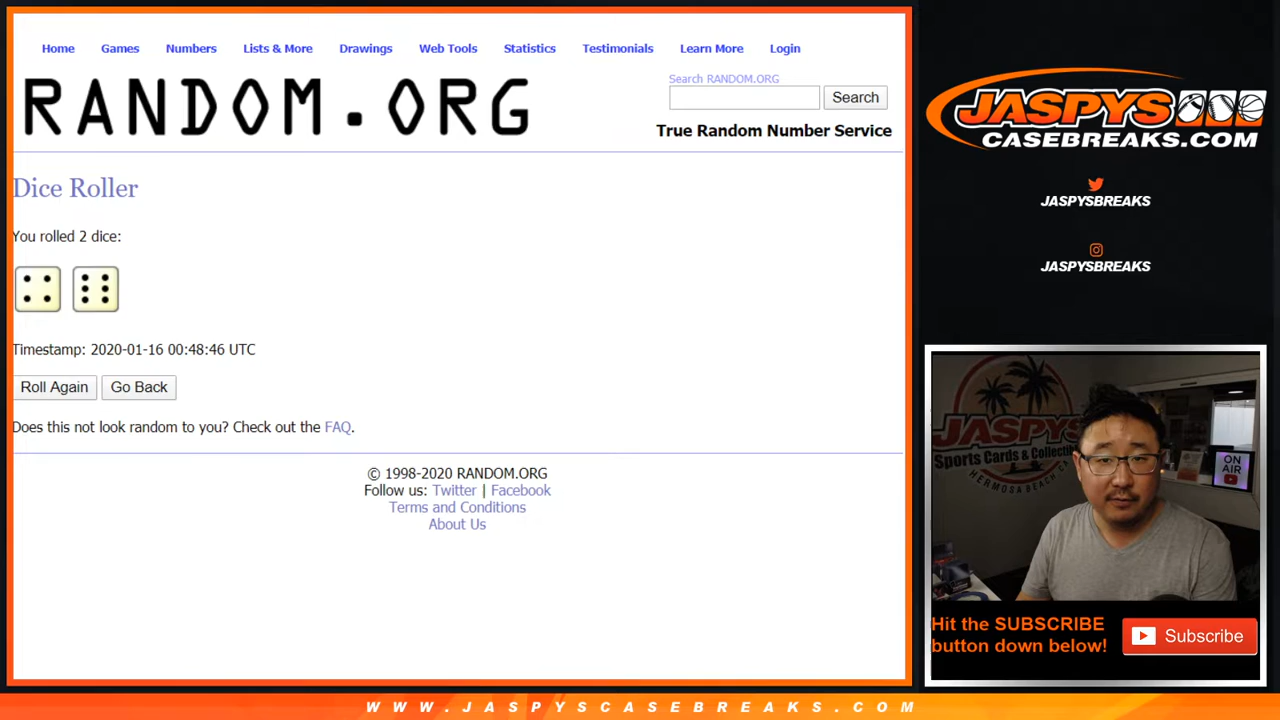 Home Games Numbers Lists & More Drawings Web Tools Statistics Testimonials Learn More Login
RANDOM.ORG
Search RANDOM.ORG
Search
True Random Number Service
Dice Roller
You rolled 2 dice:
Timestamp: 2020-01-16 00:48:46 UTC
Roll Again Go Back
Does this not look random to you? Check out the FAQ.
© 1998-2020 RANDOM.ORG
Follow us: Twitter | Facebook
Terms and Conditions
About Us
JASPYS
CASEBREAKS.COM
JASPYSBREAKS
JASPYSBREAKS
JASPYS
Sports Cards & Collectibles
HERMOSA BEACH
ON
AIR
Hit the SUBSCRIBE
button down below!
Subscribe
WWW.JASPYSCASEBREAKS.COM